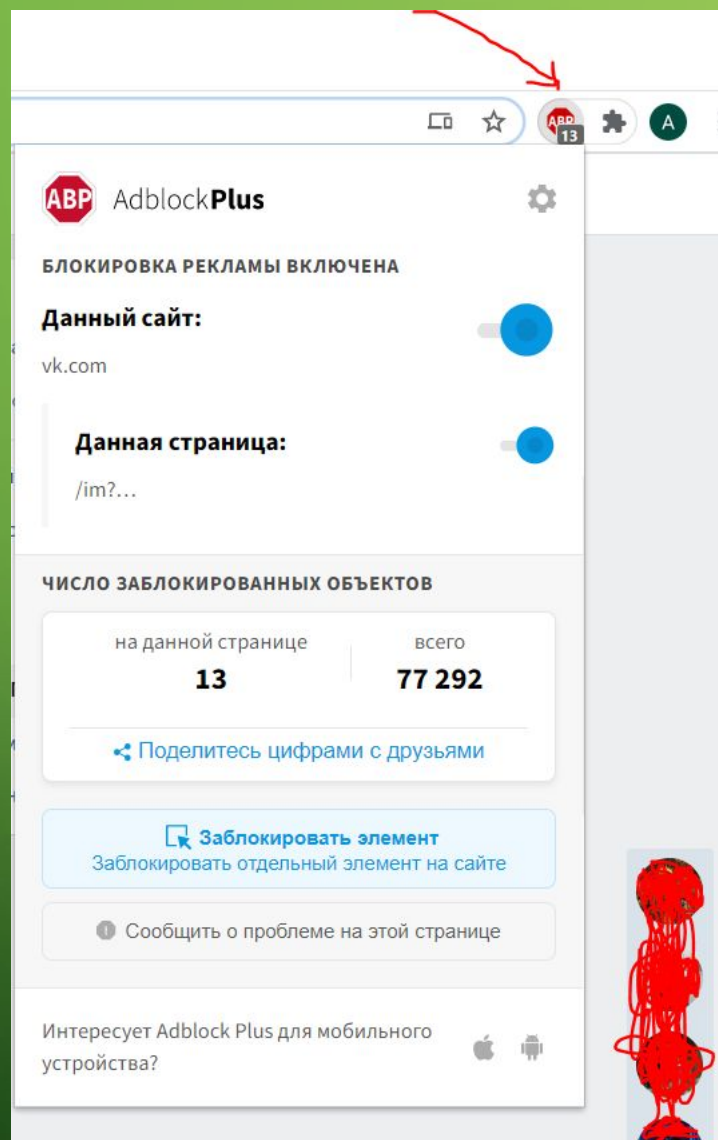 ABP
13
A
ABP AdblockPlus
БЛОКИРОВКА РЕКЛАМЫ ВКЛЮЧЕНА
Данный сайт:
vk.com
Данная страница:
/im?...
ЧИСЛО ЗАБЛОКИРОВАННЫХ ОБЪЕКТОВ
на данной странице всего
13 77 292
Поделитесь цифрами с друзьями
Заблокировать элемент
Заблокировать отдельный элемент на сайте
Сообщить о проблеме на этой странице
Интересует Adblock Plus для мобильного
устройства?